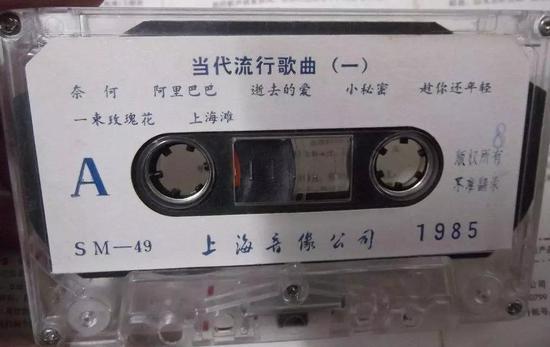 当代流行歌曲（一）
奈何 阿里巴巴 逝去的爱 小秘密 趁你还年轻
一束玫瑰花 上海滩
A
8
版权所有
不准翻录
SM—49 上海音像公司 1985